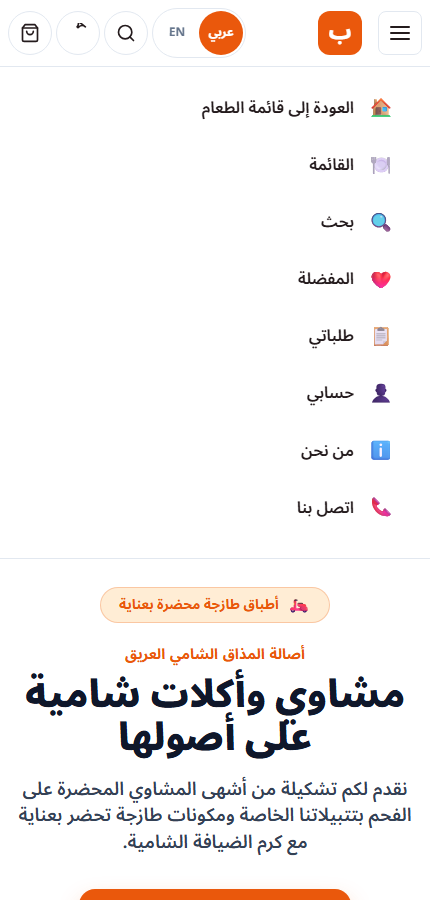 ب
عربي
EN
العودة إلى قائمة الطعام
القائمة
بحث
المفضلة
طلباتي
حسابي
من نحن
اتصل بنا
أطباق طازجة محضرة بعناية
أصالة المذاق الشامي العريق
مشاوي وأكلات شامية
على أصولها
نقدم لكم تشكيلة من أشهى المشاوي المحضرة على
الفحم بتتبيلاتنا الخاصة ومكونات طازجة تحضر بعناية
مع كرم الضيافة الشامية.